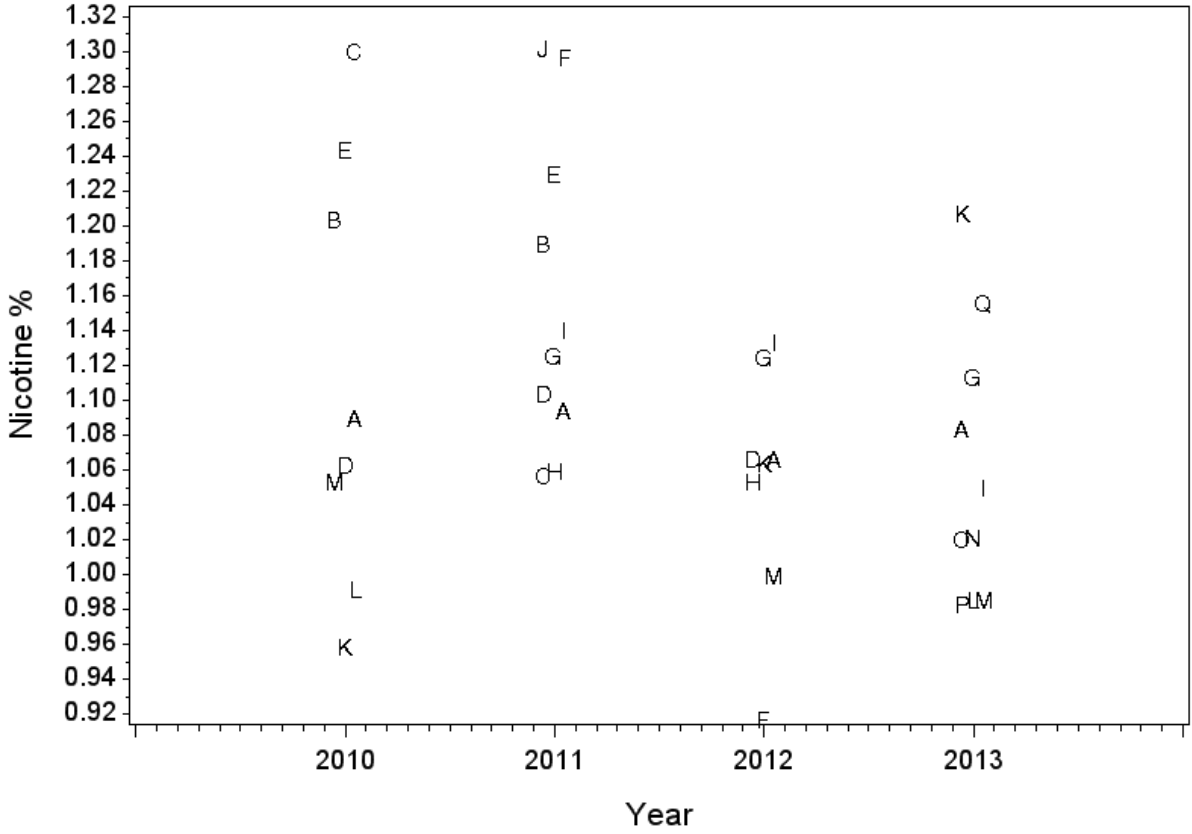 1.32
1.30
1.28
1.26
1.24
1.22
1.20
1.18
1.16
1.14
1.12
1.10
1.08
1.06
1.04
1.02
1.00
0.98
0.96
0.94
0.92
Nicotine %
C
E
B
A
D
M
L
K
J
F
E
B
I
G
D
A
O H
I
G
D K A
H
M
F
K
Q
G
A
I
O N
P L M
2010 2011 2012 2013
Year